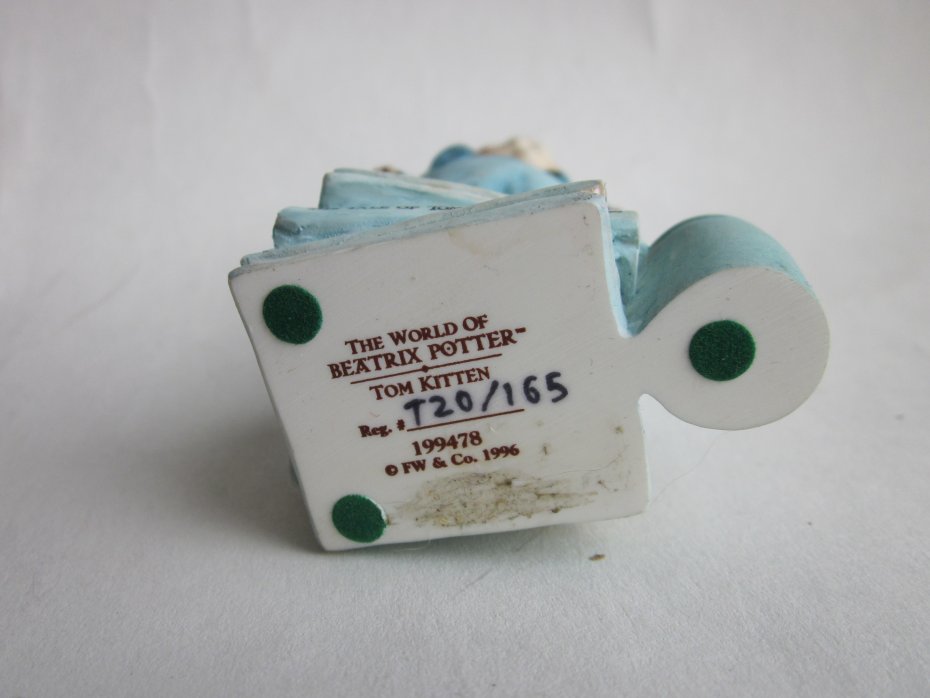 THE WORLD OF
BEATRIX POTTER™
TOM KITTEN
Reg. # T20/165
199478
© FW & Co. 1996